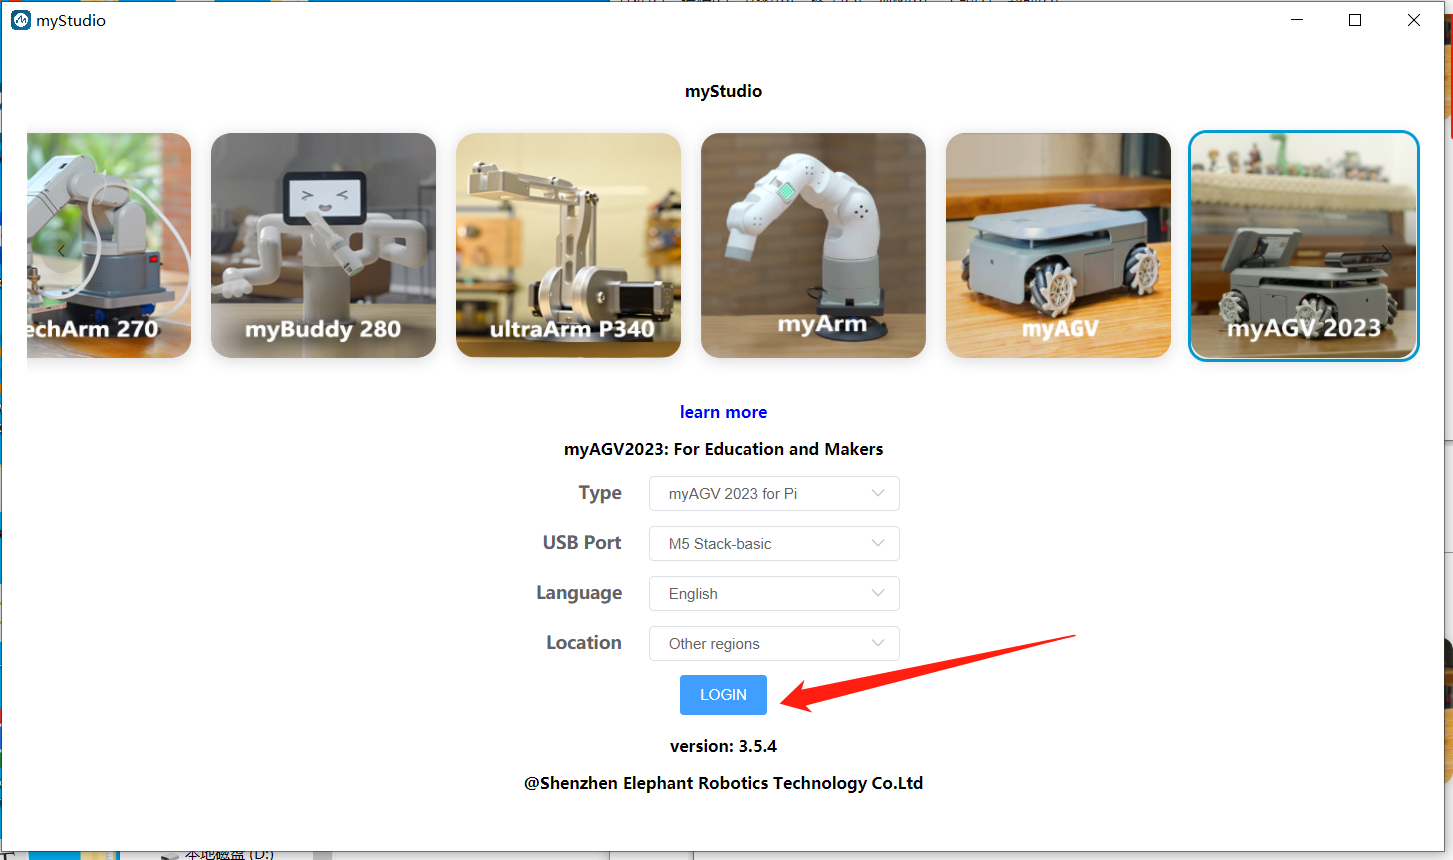 myStudio
myStudio
echArm 270
myBuddy 280
ultraArm P340
myArm
myAGV
myAGV 2023
learn more
myAGV2023: For Education and Makers
Type
myAGV 2023 for Pi
USB Port
M5 Stack-basic
Language
English
Location
Other regions
LOGIN
version: 3.5.4
@Shenzhen Elephant Robotics Technology Co.Ltd
本地磁盘 (D:)